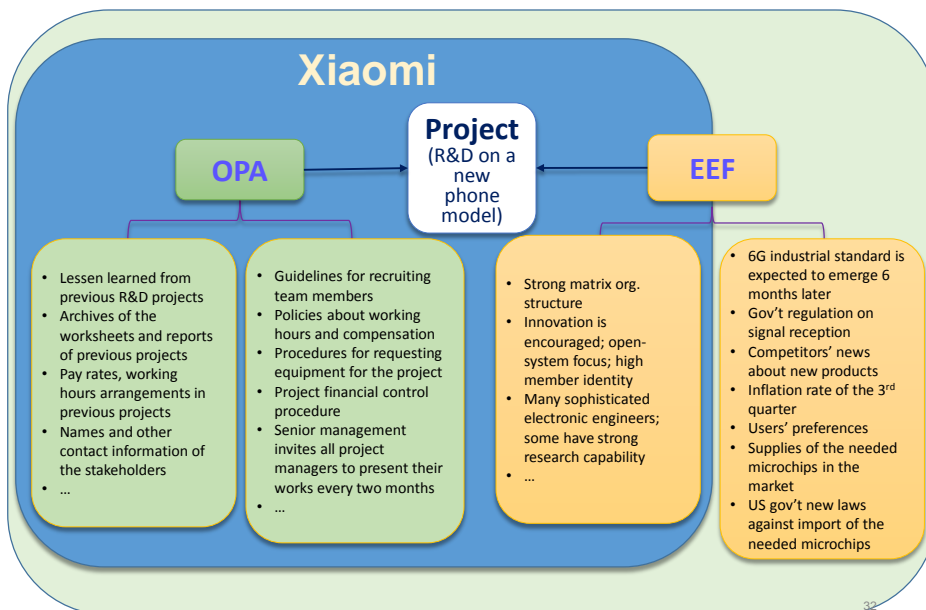 Xiaomi
Project
(R&D on a
new
phone
model)
OPA
EEF
• Lessen learned from
previous R&D projects
• Archives of the
worksheets and reports
of previous projects
• Pay rates, working
hours arrangements in
previous projects
• Names and other
contact information of
the stakeholders
• …
• Guidelines for recruiting
team members
• Policies about working
hours and compensation
• Procedures for requesting
equipment for the project
• Project financial control
procedure
• Senior management
invites all project
managers to present their
works every two months
• …
• Strong matrix org.
structure
• Innovation is
encouraged; open-
system focus; high
member identity
• Many sophisticated
electronic engineers;
some have strong
research capability
• …
• 6G industrial standard is
expected to emerge 6
months later
• Gov’t regulation on
signal reception
• Competitors’ news
about new products
• Inflation rate of the 3rd
quarter
• Users’ preferences
• Supplies of the needed
microchips in the
market
• US gov’t new laws
against import of the
needed microchips
32